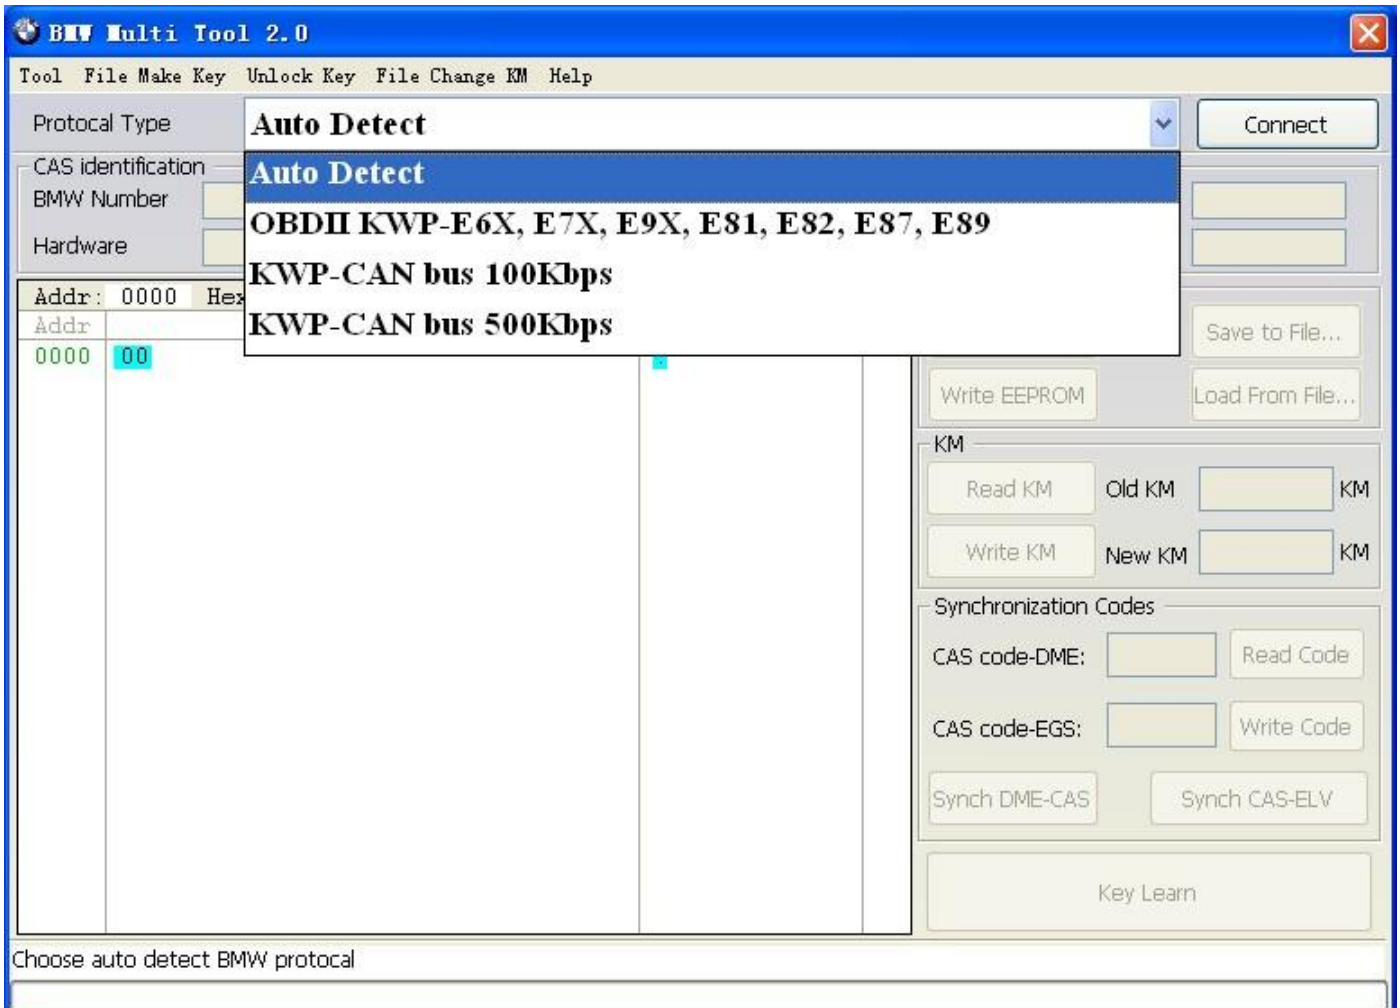 BMW Multi Tool 2.0
Tool File Make Key Unlock Key File Change KM Help
Protocal Type Auto Detect Connect
CAS identification
Auto Detect
BMW Number
OBDII KWP-E6X, E7X, E9X, E81, E82, E87, E89
Hardware
KWP-CAN bus 100Kbps
Addr: 0000 Hex
KWP-CAN bus 500Kbps
Addr
Save to File...
0000 00 .
Write EEPROM Load From File...
KM
Read KM Old KM KM
Write KM New KM KM
Synchronization Codes
CAS code-DME: Read Code
CAS code-EGS: Write Code
Synch DME-CAS Synch CAS-ELV
Key Learn
Choose auto detect BMW protocal